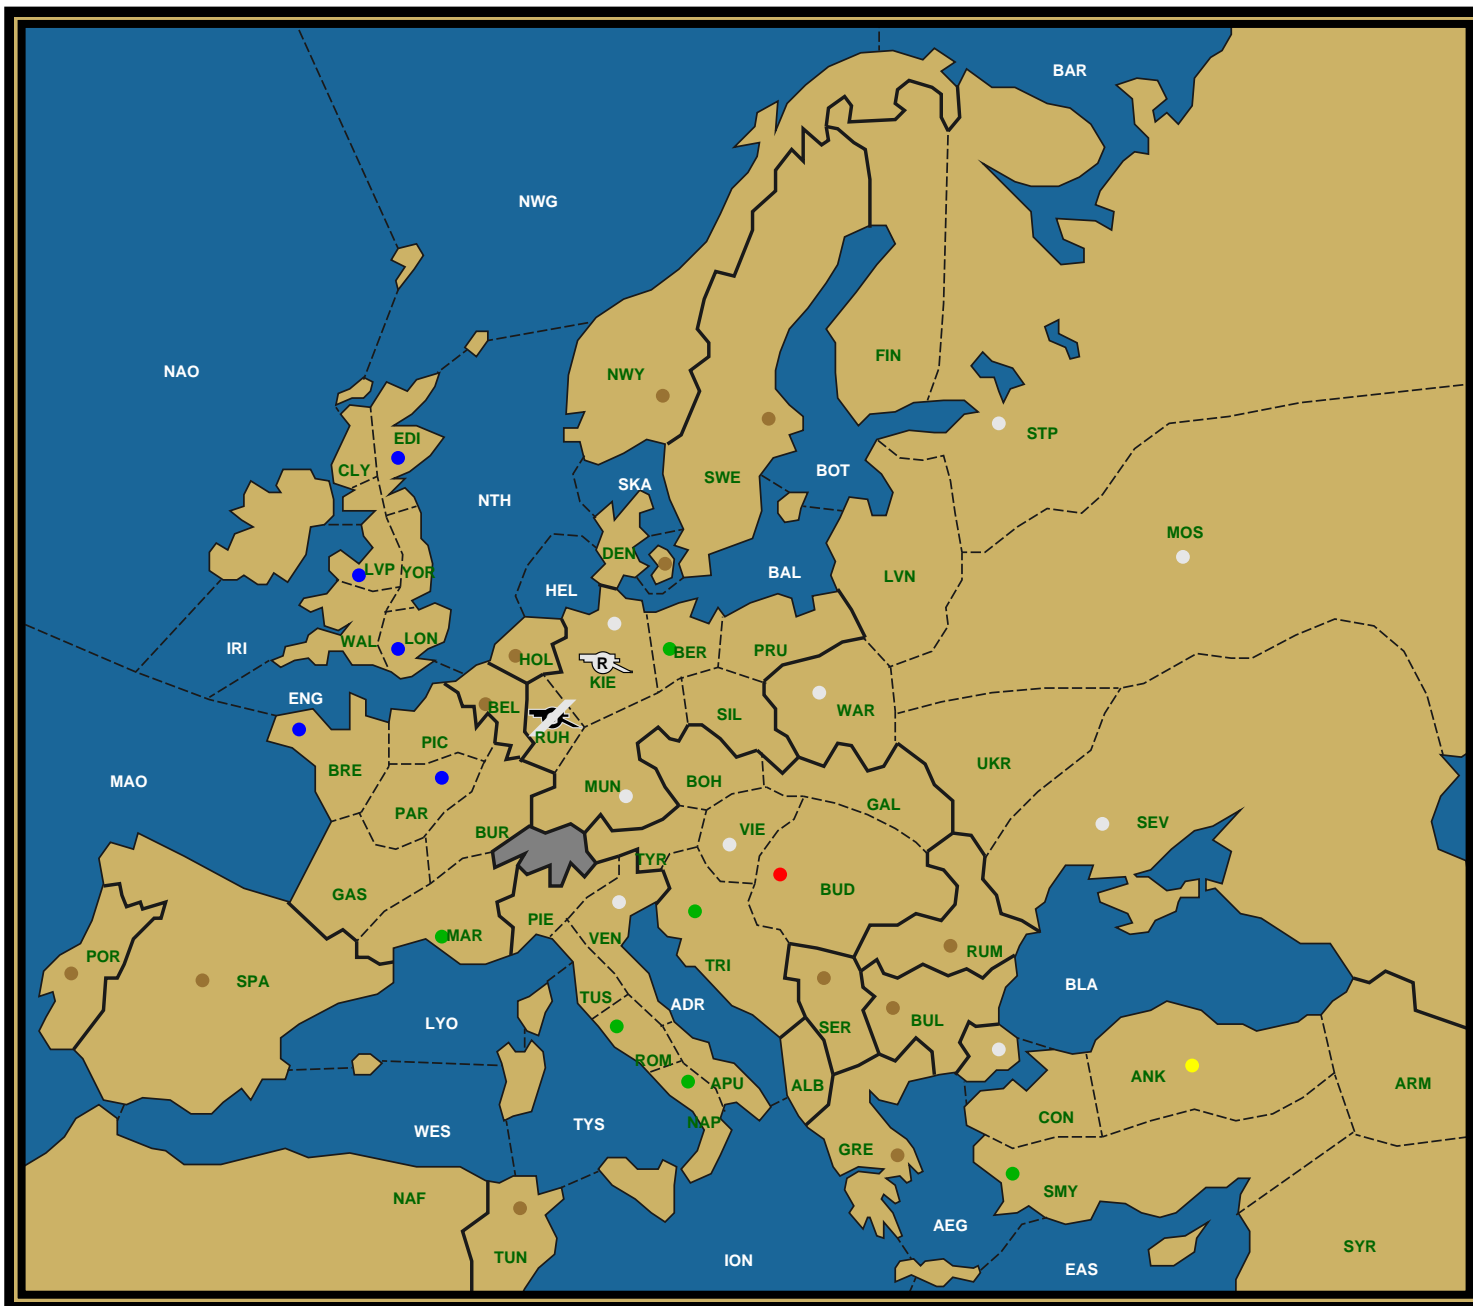 BAR
NWG
NAO
FIN
NWY
EDI
STP
CLY
SWE
BOT
SKA
NTH
MOS
DEN
LVP
YOR
BAL
LVN
HEL
WAL
LON
IRI
HOL
BER
PRU
R
KIE
ENG
BEL
SIL
WAR
RUH
PIC
BRE
UKR
MAO
MUN
BOH
GAL
PAR
SEV
BUR
VIE
TYR
GAS
BUD
PIE
MAR
VEN
POR
RUM
TRI
SPA
BLA
TUS
ADR
LYO
BUL
SER
ROM
ANK
APU
ALB
ARM
CON
NAP
TYS
WES
GRE
SMY
NAF
AEG
SYR
TUN
ION
EAS